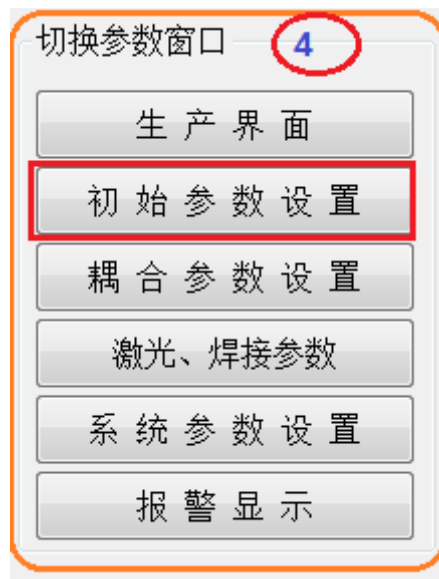 切换参数窗口 4
生 产 界 面
初 始 参 数 设 置
耦 合 参 数 设 置
激光、焊接参数
系 统 参 数 设 置
报 警 显 示